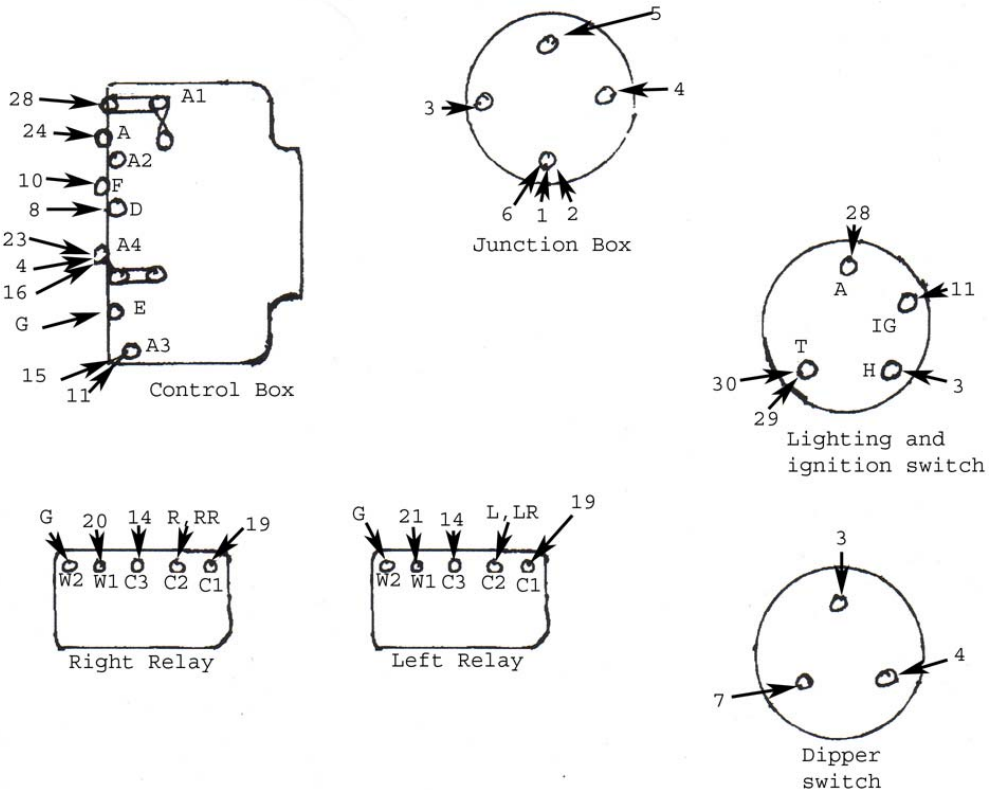 28
A1
24
A
A2
10
F
8
D
23
A4
4
16
G
E
A3
15
11
Control Box
5
3
4
6 1 2
Junction Box
28
A
11
IG
T
30
29
H
3
Lighting and
ignition switch
G 20 14 R,RR 19
W2 W1 C3 C2 C1
Right Relay
G 21 14 L,LR 19
W2 W1 C3 C2 C1
Left Relay
3
7
4
Dipper
switch